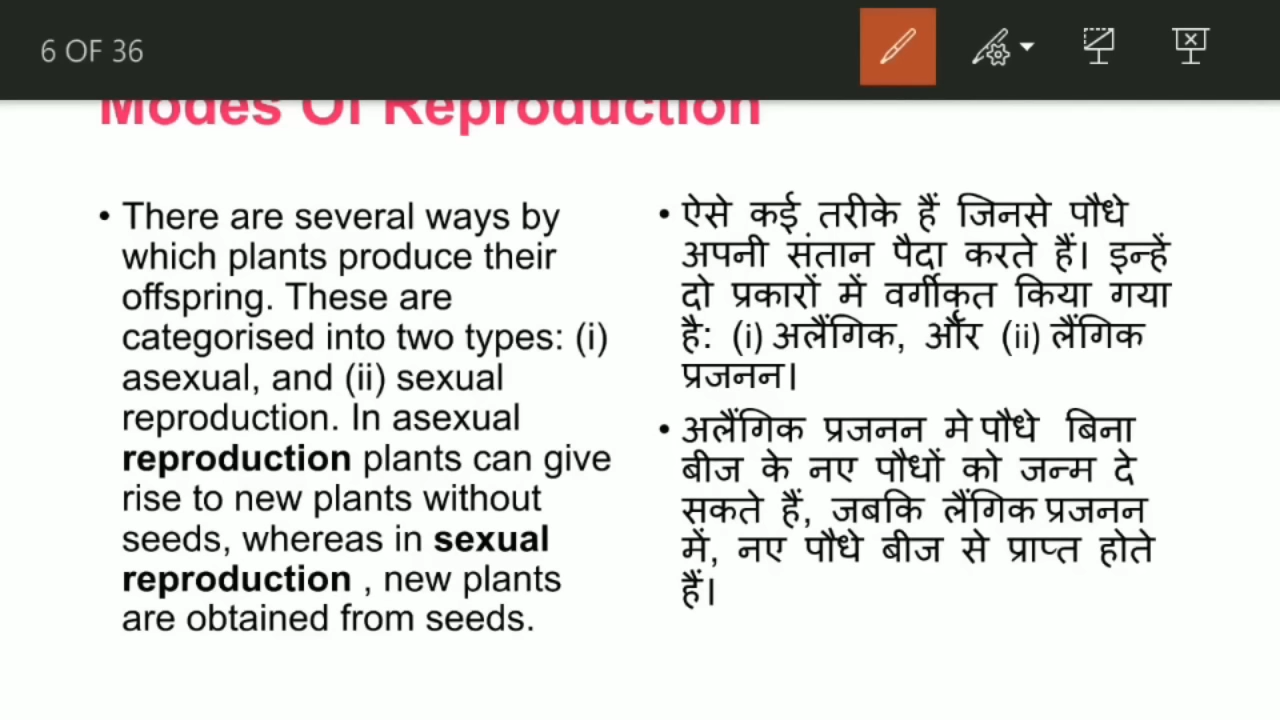 6 OF 36
Modes Of Reproduction
• There are several ways by
which plants produce their
offspring. These are
categorised into two types: (i)
asexual, and (ii) sexual
reproduction. In asexual
reproduction plants can give
rise to new plants without
seeds, whereas in sexual
reproduction , new plants
are obtained from seeds.
• ऐसे कई तरीके हैं जिनसे पौधे
अपनी संतान पैदा करते हैं। इन्हें
दो प्रकारों में वर्गीकृत किया गया
है: (i) अलैंगिक, और (ii) लैंगिक
प्रजनन।
• अलैंगिक प्रजनन मे पौधे बिना
बीज के नए पौधों को जन्म दे
सकते हैं, जबकि लैंगिक प्रजनन
में, नए पौधे बीज से प्राप्त होते
हैं।